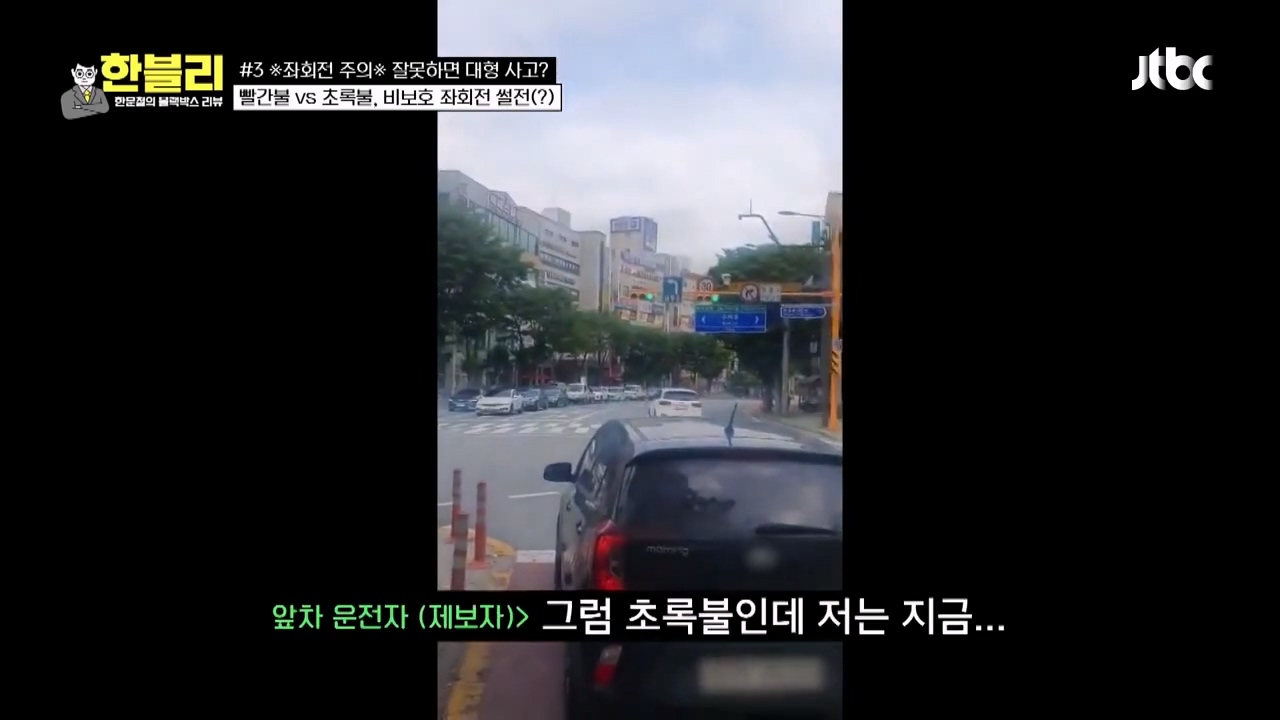 한블리
한문철의 블랙박스 리뷰
#3 ※좌회전 주의※ 잘못하면 대형 사고?
빨간불 vs 초록불, 비보호 좌회전 썰전(?)
jtbc
30
morning
앞차 운전자 (제보자)> 그럼 초록불인데 저는 지금...